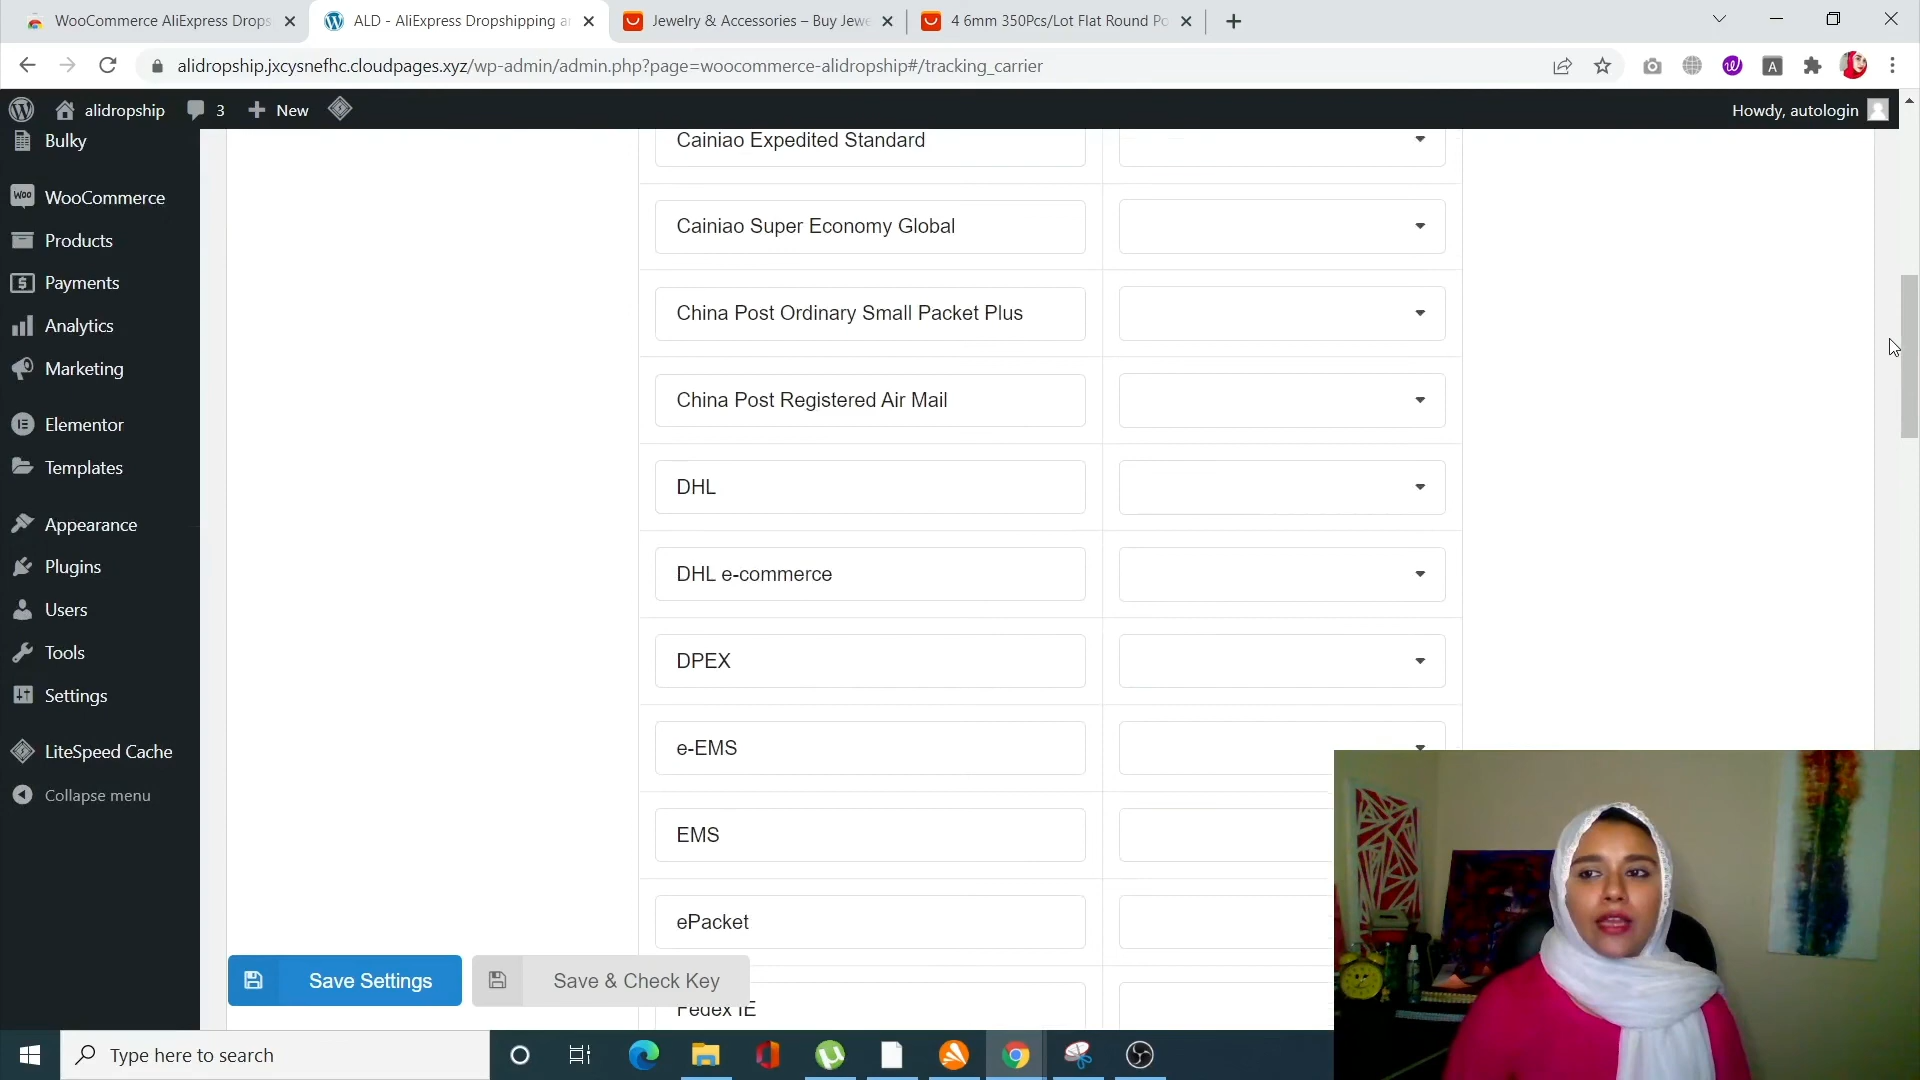 WooCommerce AliExpress Drops
ALD - AliExpress Dropshipping a
Jewelry & Accessories – Buy Jewe
4 6mm 350Pcs/Lot Flat Round Po
alidropship.jxcysnefhc.cloudpages.xyz/wp-admin/admin.php?page=woocommerce-alidropship#/tracking_carrier
alidropship
3
New
Howdy, autologin
Bulky
WooCommerce
Products
Payments
Analytics
Marketing
Elementor
Templates
Appearance
Plugins
Users
Tools
Settings
LiteSpeed Cache
Collapse menu
Cainiao Expedited Standard
Cainiao Super Economy Global
China Post Ordinary Small Packet Plus
China Post Registered Air Mail
DHL
DHL e-commerce
DPEX
e-EMS
EMS
ePacket
Fedex IE
Save Settings
Save & Check Key
Type here to search